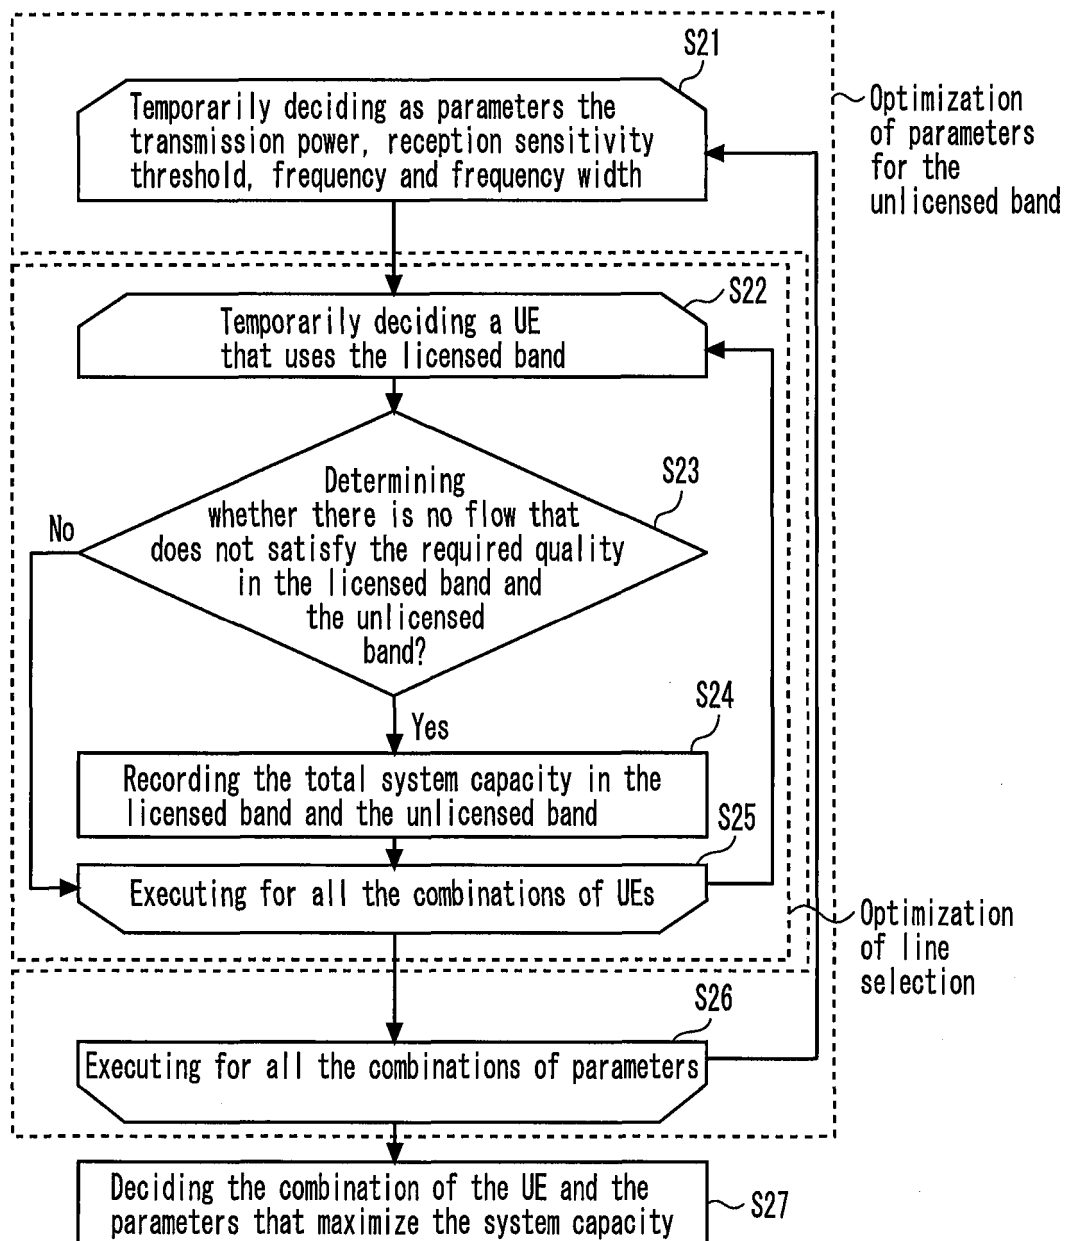 S21
Temporarily deciding as parameters the
transmission power, reception sensitivity
threshold, frequency and frequency width
Optimization
of parameters
for the
unlicensed band
S22
Temporarily deciding a UE
that uses the licensed band
S23
Determining
whether there is no flow that
does not satisfy the required quality
in the licensed band and
the unlicensed
band?
No
Yes
S24
Recording the total system capacity in the
licensed band and the unlicensed band
S25
Executing for all the combinations of UEs
Optimization
of line
selection
S26
Executing for all the combinations of parameters
Deciding the combination of the UE and the
parameters that maximize the system capacity
S27